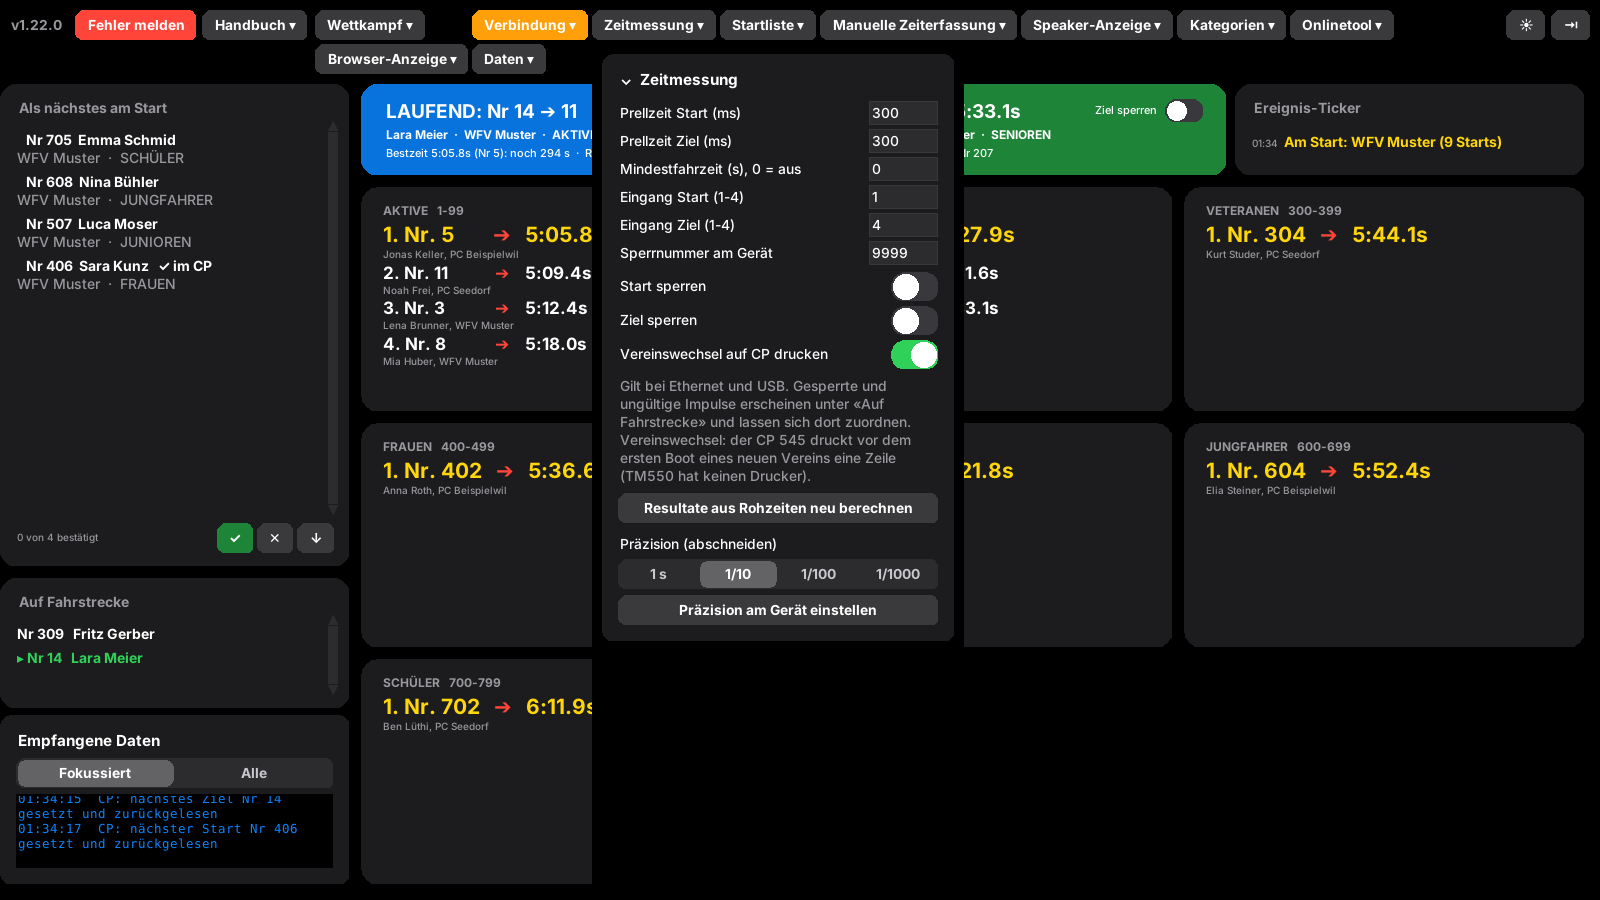 v1.22.0
Fehler melden
Handbuch ▾
Wettkampf ▾
Verbindung ▾
Zeitmessung ▾
Startliste ▾
Manuelle Zeiterfassung ▾
Speaker-Anzeige ▾
Kategorien ▾
Onlinetool ▾
Browser-Anzeige ▾
Daten ▾
Als nächstes am Start
Nr 705 Emma Schmid
WFV Muster · SCHÜLER
Nr 608 Nina Bühler
WFV Muster · JUNGFAHRER
Nr 507 Luca Moser
WFV Muster · JUNIOREN
Nr 406 Sara Kunz ✓ im CP
WFV Muster · FRAUEN
0 von 4 bestätigt
Auf Fahrstrecke
Nr 309 Fritz Gerber
▸ Nr 14 Lara Meier
Empfangene Daten
Fokussiert
Alle
01:34:15 CP: nächstes Ziel Nr 14
gesetzt und zurückgelesen
01:34:17 CP: nächster Start Nr 406
gesetzt und zurückgelesen
LAUFEND: Nr 14 ➔ 11
Lara Meier · WFV Muster · AKTIV
Bestzeit 5:05.8s (Nr 5): noch 294 s · R
AKTIVE 1-99
1. Nr. 5 ➔ 5:05.8
Jonas Keller, PC Beispielwil
2. Nr. 11 ➔ 5:09.4s
Noah Frei, PC Seedorf
3. Nr. 3 ➔ 5:12.4s
Lena Brunner, WFV Muster
4. Nr. 8 ➔ 5:18.0s
Mia Huber, WFV Muster
FRAUEN 400-499
1. Nr. 402 ➔ 5:36.6
Anna Roth, PC Beispielwil
SCHÜLER 700-799
1. Nr. 702 ➔ 6:11.9s
Ben Lüthi, PC Seedorf
Zeitmessung
Prellzeit Start (ms) 300
Prellzeit Ziel (ms) 300
Mindestfahrzeit (s), 0 = aus 0
Eingang Start (1-4) 1
Eingang Ziel (1-4) 4
Sperrnummer am Gerät 9999
Start sperren
Ziel sperren
Vereinswechsel auf CP drucken
Gilt bei Ethernet und USB. Gesperrte und
ungültige Impulse erscheinen unter «Auf
Fahrstrecke» und lassen sich dort zuordnen.
Vereinswechsel: der CP 545 druckt vor dem
ersten Boot eines neuen Vereins eine Zeile
(TM550 hat keinen Drucker).
Resultate aus Rohzeiten neu berechnen
Präzision (abschneiden)
1 s
1/10
1/100
1/1000
Präzision am Gerät einstellen
5:33.1s
Ziel sperren
er · SENIOREN
Nr 207
27.9s
1.6s
3.1s
21.8s
Ereignis-Ticker
01:34 Am Start: WFV Muster (9 Starts)
VETERANEN 300-399
1. Nr. 304 ➔ 5:44.1s
Kurt Studer, PC Seedorf
JUNGFAHRER 600-699
1. Nr. 604 ➔ 5:52.4s
Elia Steiner, PC Beispielwil